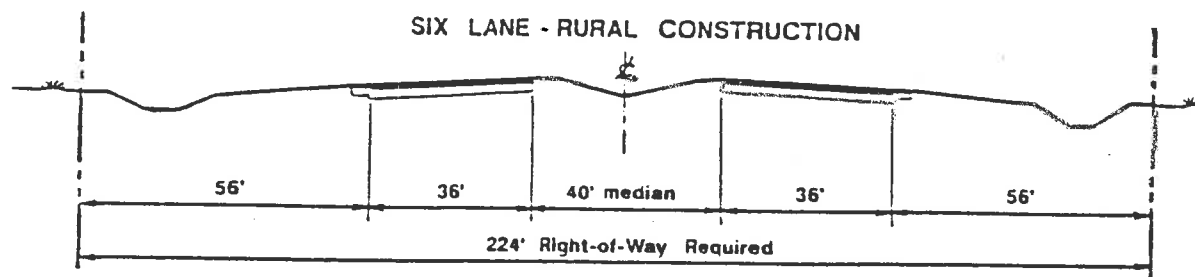 SIX LANE - RURAL CONSTRUCTION
℄
56' 36' 40' median 36' 56'
224' Right-of-Way Required